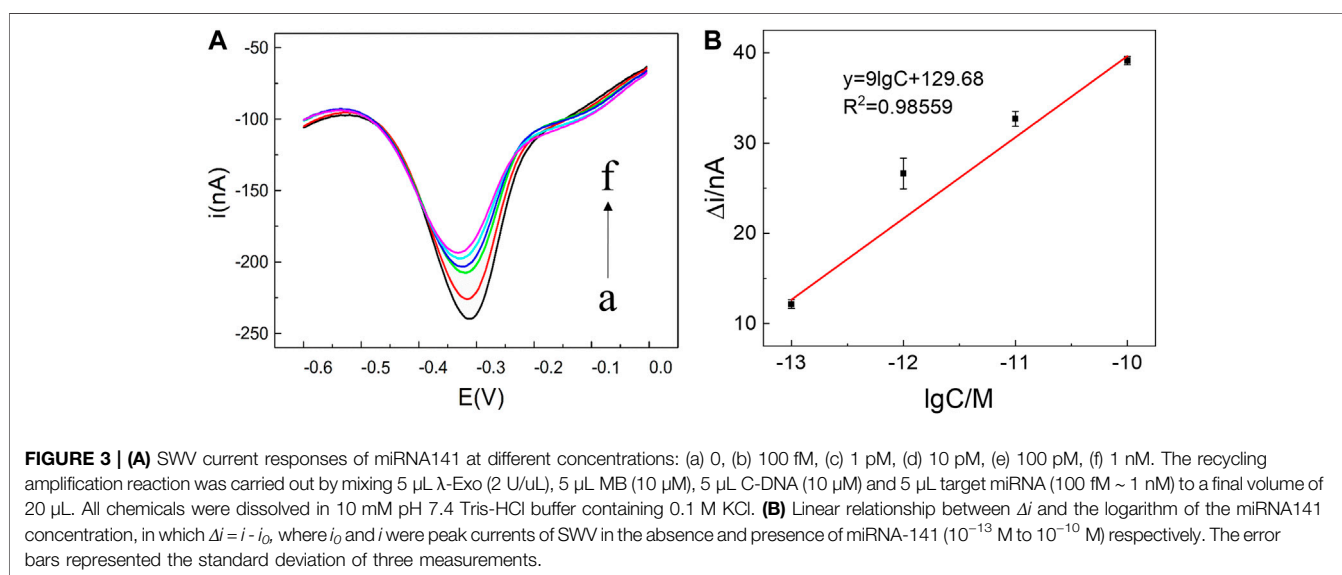 A
-50
-100
-150
-200
-250
i(nA)
f
a
-0.6 -0.5 -0.4 -0.3 -0.2 -0.1 0.0
E(V)
B
40
30
20
10
Δi/nA
y=9lgC+129.68
R²=0.98559
-13 -12 -11 -10
lgC/M
FIGURE 3 | (A) SWV current responses of miRNA141 at different concentrations: (a) 0, (b) 100 fM, (c) 1 pM, (d) 10 pM, (e) 100 pM, (f) 1 nM. The recycling
amplification reaction was carried out by mixing 5 μL λ-Exo (2 U/uL), 5 μL MB (10 μM), 5 μL C-DNA (10 μM) and 5 μL target miRNA (100 fM ~ 1 nM) to a final volume of
20 μL. All chemicals were dissolved in 10 mM pH 7.4 Tris-HCl buffer containing 0.1 M KCl. (B) Linear relationship between Δi and the logarithm of the miRNA141
concentration, in which Δi = i - i₀, where i₀ and i were peak currents of SWV in the absence and presence of miRNA-141 (10⁻¹³ M to 10⁻¹⁰ M) respectively. The error
bars represented the standard deviation of three measurements.